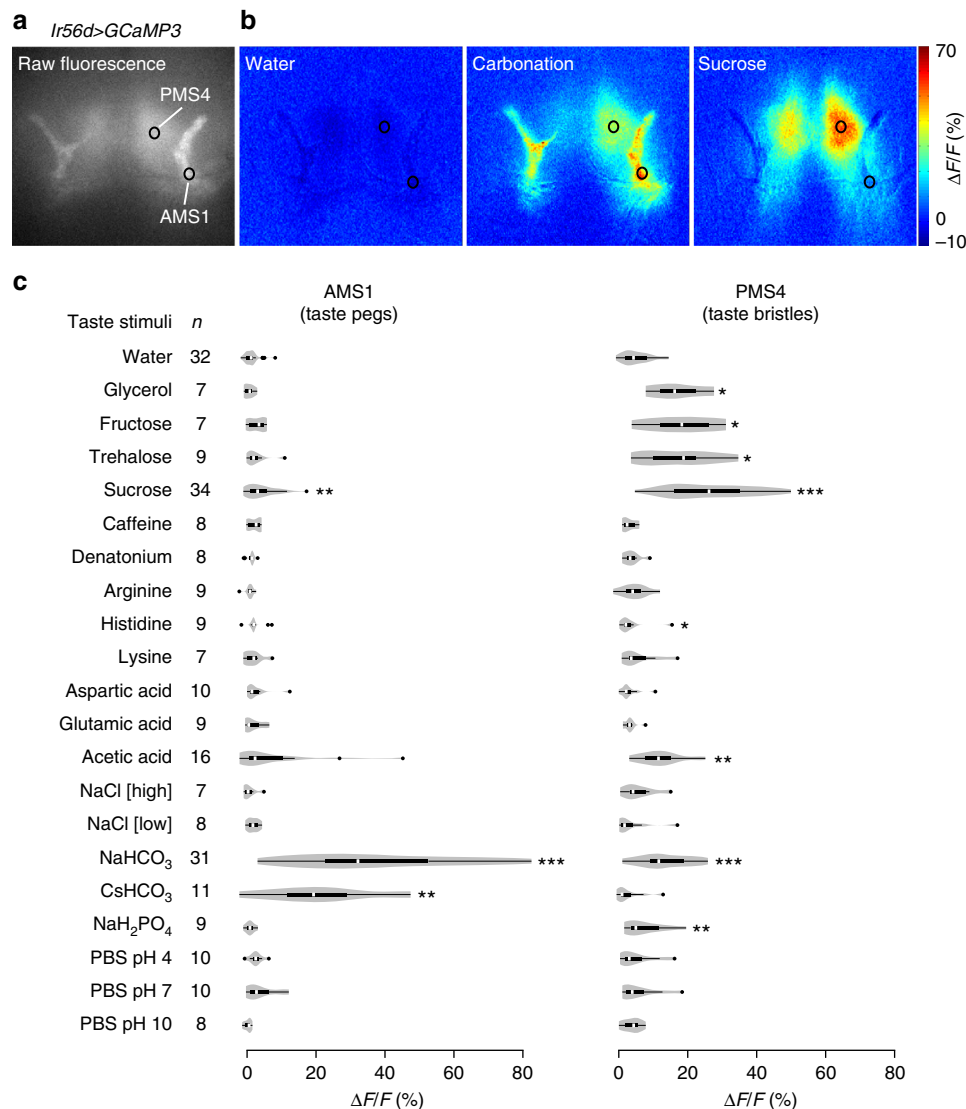 a
Ir56d>GCaMP3
Raw fluorescence
PMS4
AMS1
b
Water
Carbonation
Sucrose
70
0
−10
ΔF/F (%)
c
Taste stimuli n
AMS1
(taste pegs)
PMS4
(taste bristles)
Water 32
Glycerol 7 *
Fructose 7 *
Trehalose 9 *
Sucrose 34 ** ***
Caffeine 8
Denatonium 8
Arginine 9
Histidine 9 *
Lysine 7
Aspartic acid 10
Glutamic acid 9
Acetic acid 16 **
NaCl [high] 7
NaCl [low] 8
NaHCO₃ 31 *** ***
CsHCO₃ 11 **
NaH₂PO₄ 9 **
PBS pH 4 10
PBS pH 7 10
PBS pH 10 8
0 20 40 60 80
ΔF/F (%)
0 20 40 60 80
ΔF/F (%)